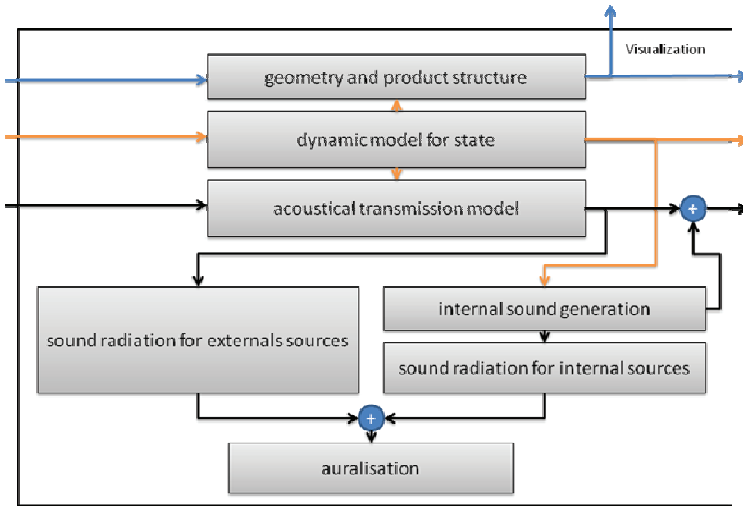 Visualization
geometry and product structure
dynamic model for state
acoustical transmission model
+
internal sound generation
sound radiation for externals sources
sound radiation for internal sources
+
auralisation